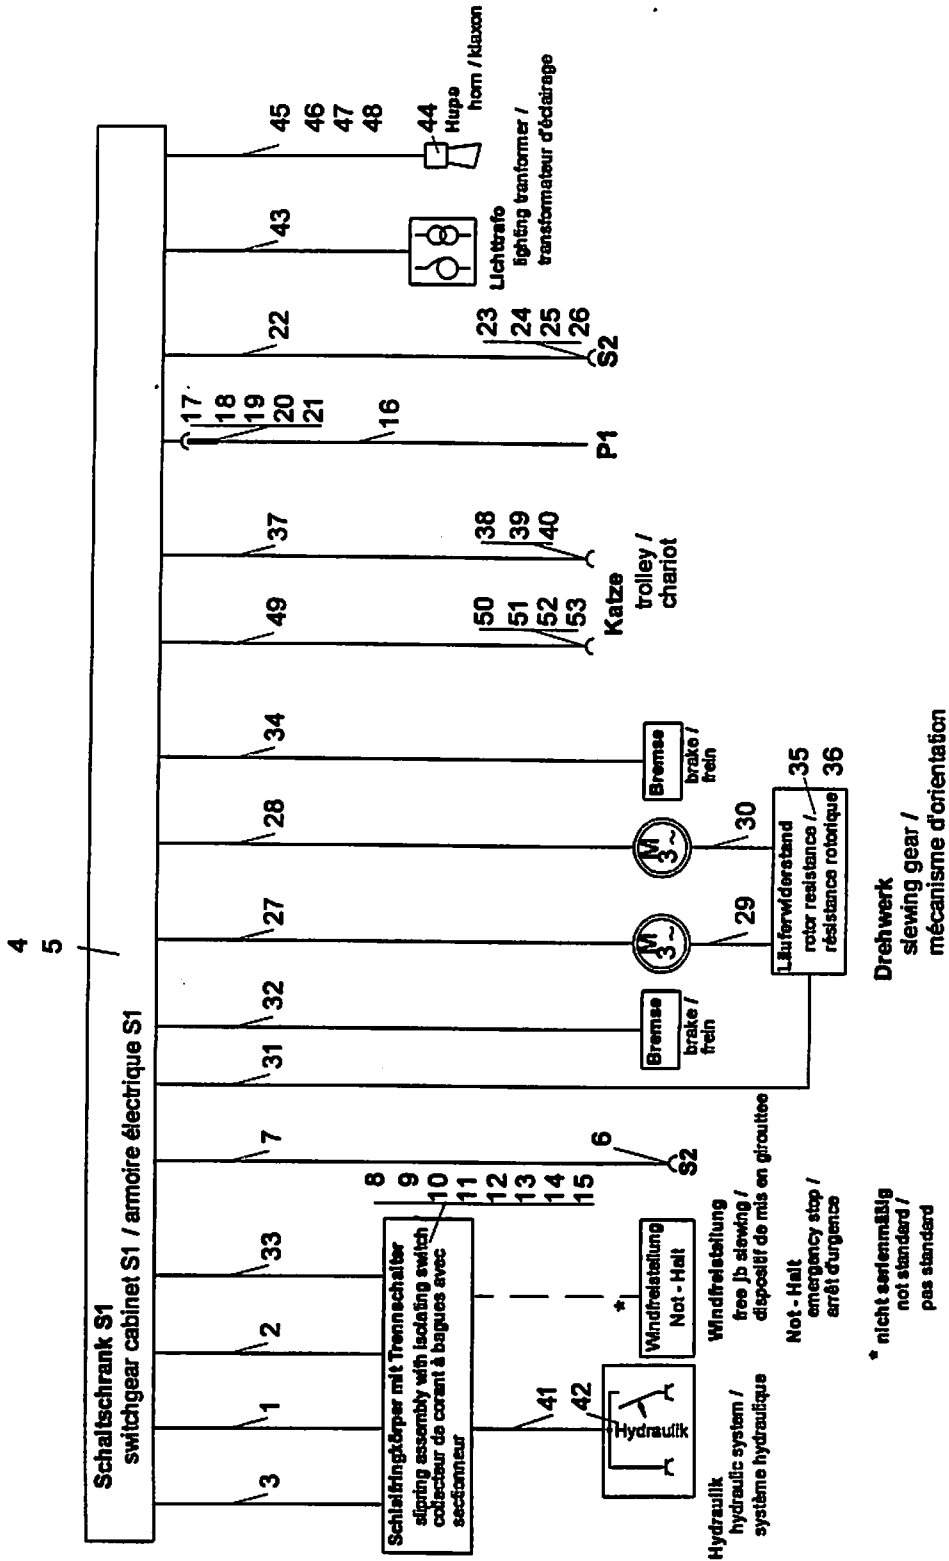 4
5
Schaltschrank S1
switchgear cabinet S1 / armoire électrique S1
3
1
2
33
7
31
32
27
28
34
49
37
17
18
19
20
21
16
22
43
45
46
47
48
44
Hupe
horn / klaxon
Lichttrafo
lighting tranformer /
transformateur d'éclairage
23
24
25
26
S2
P1
38
39
40
50
51
52
53
Katze
trolley /
chariot
Bremse
brake /
frein
M
3~
30
M
3~
29
Läuferwiderstand
rotor resistance /
résistance rotorique
35
36
Drehwerk
slewing gear /
mécanisme d'orientation
Bremse
brake /
frein
6
S2
Schleifringkörper mit Trennschalter
slipring assembly with isolating switch
collecteur de corant à bagues avec
sectionneur
8
9
10
11
12
13
14
15
41
42
Hydraulik
Hydraulik
hydraulic system /
système hydraulique
*
Windfreistellung
Not - Halt
Windfreistellung
free jb slewing /
dispositif de mis en girouttee
Not - Halt
emergency stop /
arrêt d'urgence
* nicht serienmäßig
not standard /
pas standard